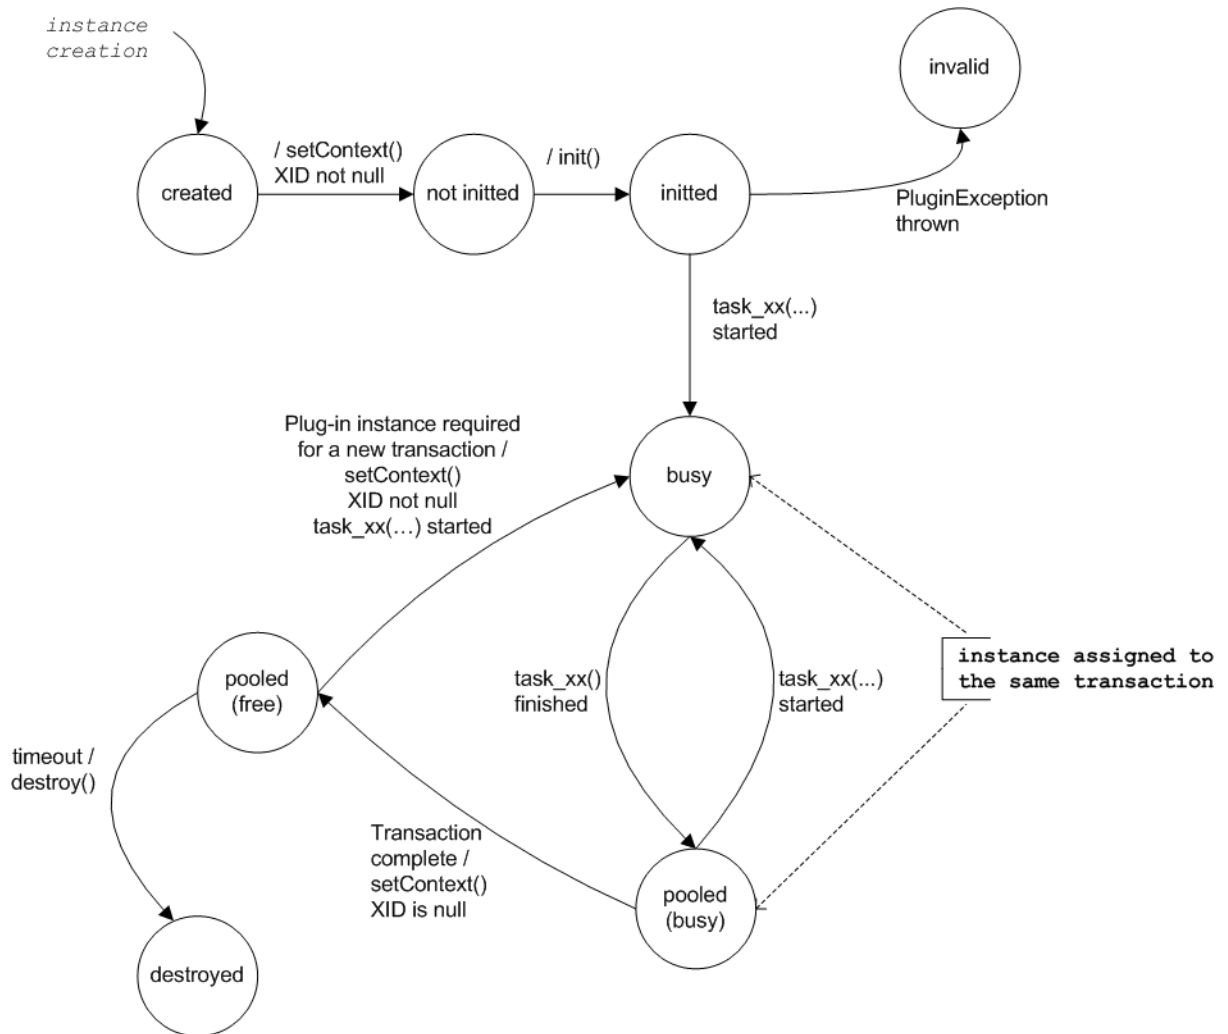 instance
creation
invalid
/ setContext()
XID not null
/ init()
created
not initted
initted
PluginException
thrown
task_xx(...)
started
Plug-in instance required
for a new transaction /
setContext()
XID not null
task_xx(...) started
busy
pooled
(free)
task_xx()
finished
task_xx(...)
started
instance assigned to
the same transaction
timeout /
destroy()
Transaction
complete /
setContext()
XID is null
pooled
(busy)
destroyed